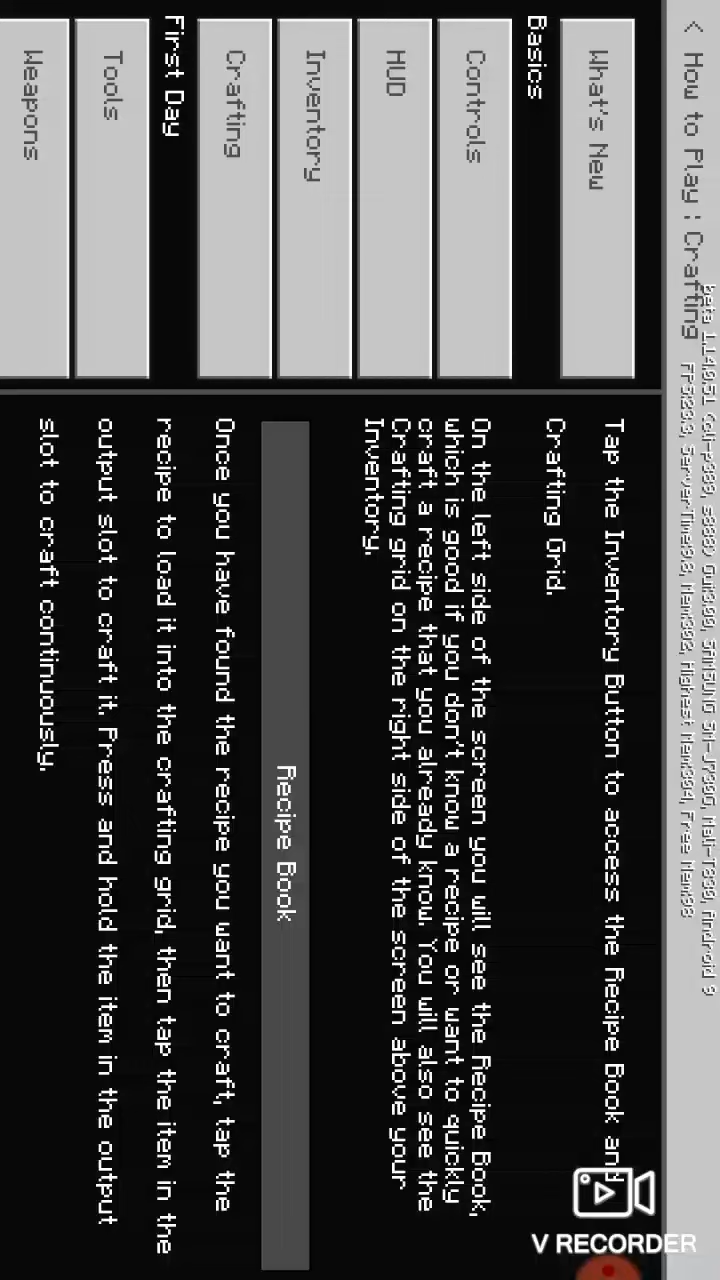 < How to Play : Crafting
What's New
Basics
Controls
HUD
Inventory
Crafting
First Day
Tools
Weapons
Tap the Inventory Button to access the Recipe Book and
Crafting Grid.
On the left side of the screen you will see the Recipe Book,
which is good if you don't know a recipe or want to quickly
craft a recipe that you already know. You will also see the
Crafting grid on the right side of the screen above your
Inventory.
Recipe Book
Once you have found the recipe you want to craft, tap the
recipe to load it into the crafting grid, then tap the item in the
output slot to craft it. Press and hold the item in the output
slot to craft continuously.
V RECORDER